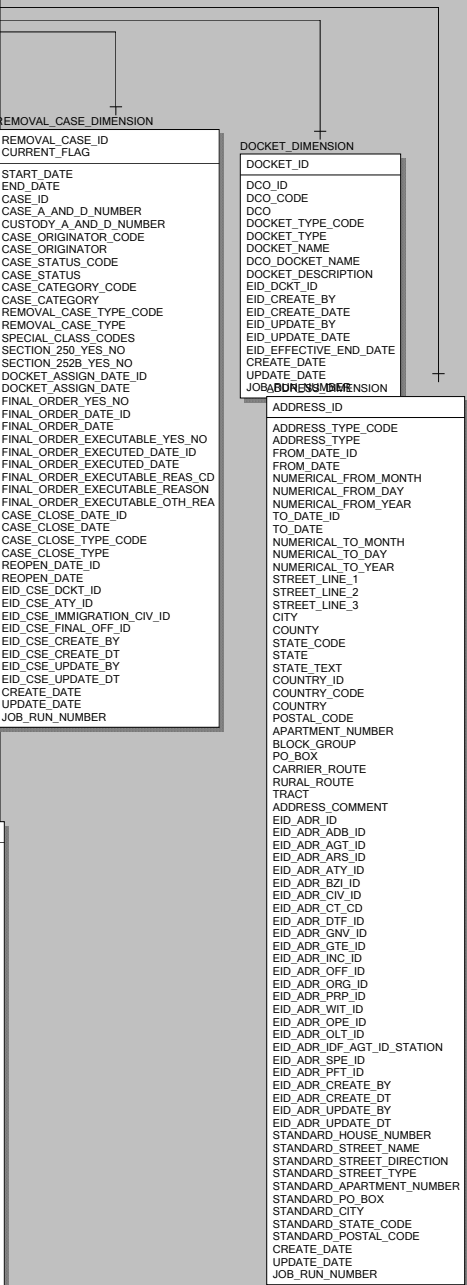 REMOVAL_CASE_DIMENSION
REMOVAL_CASE_ID
CURRENT_FLAG
START_DATE
END_DATE
CASE_ID
CASE_A_AND_D_NUMBER
CUSTODY_A_AND_D_NUMBER
CASE_ORIGINATOR_CODE
CASE_ORIGINATOR
CASE_STATUS_CODE
CASE_STATUS
CASE_CATEGORY_CODE
CASE_CATEGORY
REMOVAL_CASE_TYPE_CODE
REMOVAL_CASE_TYPE
SPECIAL_CLASS_CODES
SECTION_250_YES_NO
SECTION_252B_YES_NO
DOCKET_ASSIGN_DATE_ID
DOCKET_ASSIGN_DATE
FINAL_ORDER_YES_NO
FINAL_ORDER_DATE_ID
FINAL_ORDER_DATE
FINAL_ORDER_EXECUTABLE_YES_NO
FINAL_ORDER_EXECUTED_DATE_ID
FINAL_ORDER_EXECUTED_DATE
FINAL_ORDER_EXECUTABLE_REAS_CD
FINAL_ORDER_EXECUTABLE_REASON
FINAL_ORDER_EXECUTABLE_OTH_REA
CASE_CLOSE_DATE_ID
CASE_CLOSE_DATE
CASE_CLOSE_TYPE_CODE
CASE_CLOSE_TYPE
REOPEN_DATE_ID
REOPEN_DATE
EID_CSE_DCKT_ID
EID_CSE_ATY_ID
EID_CSE_IMMIGRATION_CIV_ID
EID_CSE_FINAL_OFF_ID
EID_CSE_CREATE_BY
EID_CSE_CREATE_DT
EID_CSE_UPDATE_BY
EID_CSE_UPDATE_DT
CREATE_DATE
UPDATE_DATE
JOB_RUN_NUMBER
DOCKET_DIMENSION
DOCKET_ID
DCO_ID
DCO_CODE
DCO
DOCKET_TYPE_CODE
DOCKET_TYPE
DOCKET_NAME
DCO_DOCKET_NAME
DOCKET_DESCRIPTION
EID_DCKT_ID
EID_CREATE_BY
EID_CREATE_DATE
EID_UPDATE_BY
EID_UPDATE_DATE
EID_EFFECTIVE_END_DATE
CREATE_DATE
UPDATE_DATE
JOB_RUN_NUMBER
ADDRESS_DIMENSION
ADDRESS_ID
ADDRESS_TYPE_CODE
ADDRESS_TYPE
FROM_DATE_ID
FROM_DATE
NUMERICAL_FROM_MONTH
NUMERICAL_FROM_DAY
NUMERICAL_FROM_YEAR
TO_DATE_ID
TO_DATE
NUMERICAL_TO_MONTH
NUMERICAL_TO_DAY
NUMERICAL_TO_YEAR
STREET_LINE_1
STREET_LINE_2
STREET_LINE_3
CITY
COUNTY
STATE_CODE
STATE
STATE_TEXT
COUNTRY_ID
COUNTRY_CODE
COUNTRY
POSTAL_CODE
APARTMENT_NUMBER
BLOCK_GROUP
PO_BOX
CARRIER_ROUTE
RURAL_ROUTE
TRACT
ADDRESS_COMMENT
EID_ADR_ID
EID_ADR_ADB_ID
EID_ADR_AGT_ID
EID_ADR_ARS_ID
EID_ADR_ATY_ID
EID_ADR_BZI_ID
EID_ADR_CIV_ID
EID_ADR_CT_CD
EID_ADR_DTF_ID
EID_ADR_GNV_ID
EID_ADR_GTE_ID
EID_ADR_INC_ID
EID_ADR_OFF_ID
EID_ADR_ORG_ID
EID_ADR_PRP_ID
EID_ADR_WIT_ID
EID_ADR_OPE_ID
EID_ADR_OLT_ID
EID_ADR_IDF_AGT_ID_STATION
EID_ADR_SPE_ID
EID_ADR_PFT_ID
EID_ADR_CREATE_BY
EID_ADR_CREATE_DT
EID_ADR_UPDATE_BY
EID_ADR_UPDATE_DT
STANDARD_HOUSE_NUMBER
STANDARD_STREET_NAME
STANDARD_STREET_DIRECTION
STANDARD_STREET_TYPE
STANDARD_APARTMENT_NUMBER
STANDARD_PO_BOX
STANDARD_CITY
STANDARD_STATE_CODE
STANDARD_POSTAL_CODE
CREATE_DATE
UPDATE_DATE
JOB_RUN_NUMBER